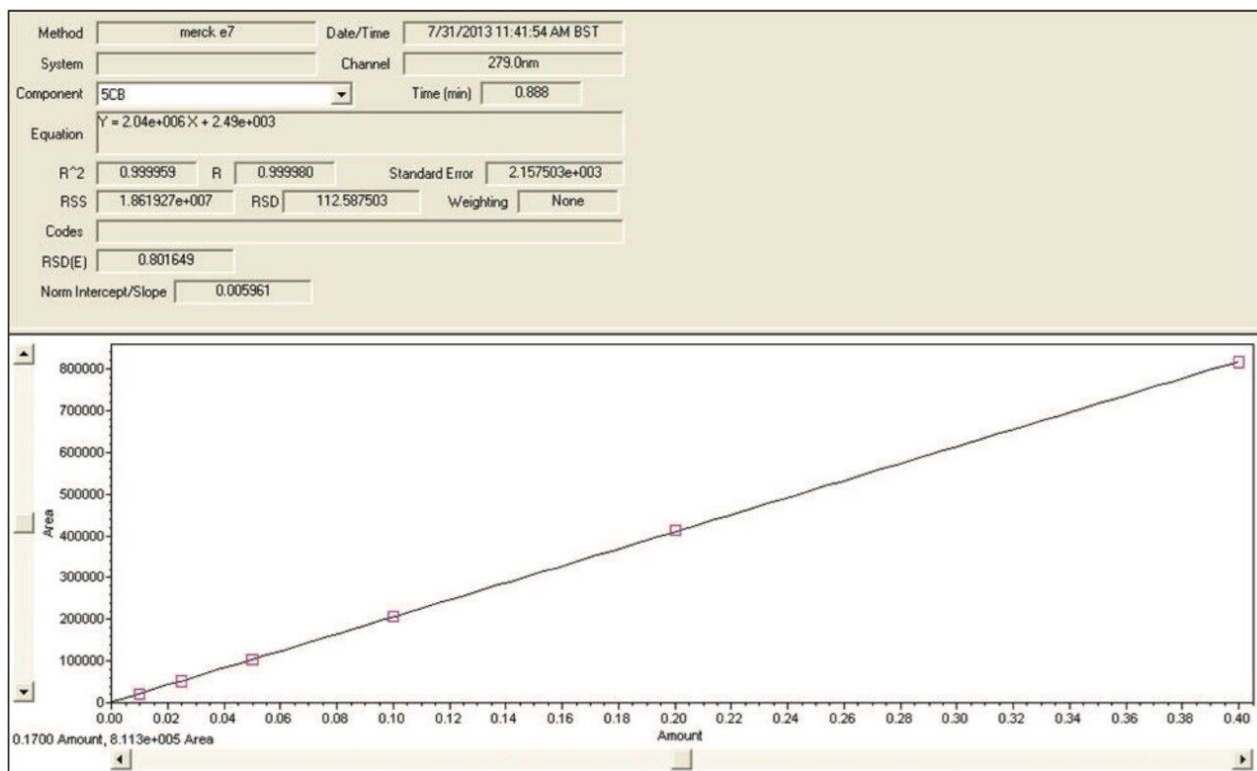 Method merck e7 Date/Time 7/31/2013 11:41:54 AM BST
System Channel 279.0nm
Component 5CB Time (min) 0.888
Equation Y = 2.04e+006 X + 2.49e+003
R^2 0.999959 R 0.999980 Standard Error 2.157503e+003
RSS 1.861927e+007 RSD 112.587503 Weighting None
Codes
RSD(E) 0.801649
Norm Intercept/Slope 0.005961
800000
700000
600000
500000
400000
300000
200000
100000
0
Area
0.00 0.02 0.04 0.06 0.08 0.10 0.12 0.14 0.16 0.18 0.20 0.22 0.24 0.26 0.28 0.30 0.32 0.34 0.36 0.38 0.40
Amount
0.1700 Amount, 8.113e+005 Area